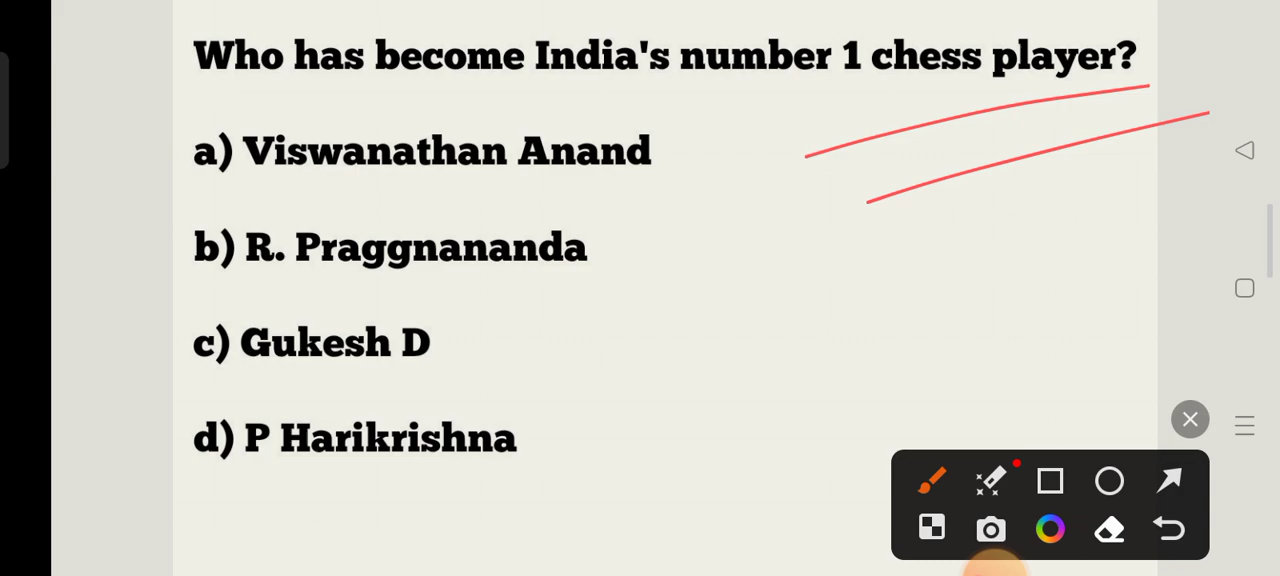 Who has become India's number 1 chess player?
a) Viswanathan Anand
b) R. Praggnananda
c) Gukesh D
d) P Harikrishna